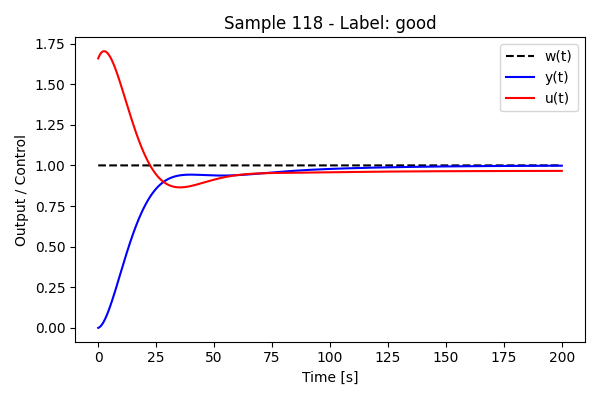 Sample 118 - Label: good
Output / Control
1.75
1.50
1.25
1.00
0.75
0.50
0.25
0.00
w(t)
y(t)
u(t)
0 25 50 75 100 125 150 175 200
Time [s]